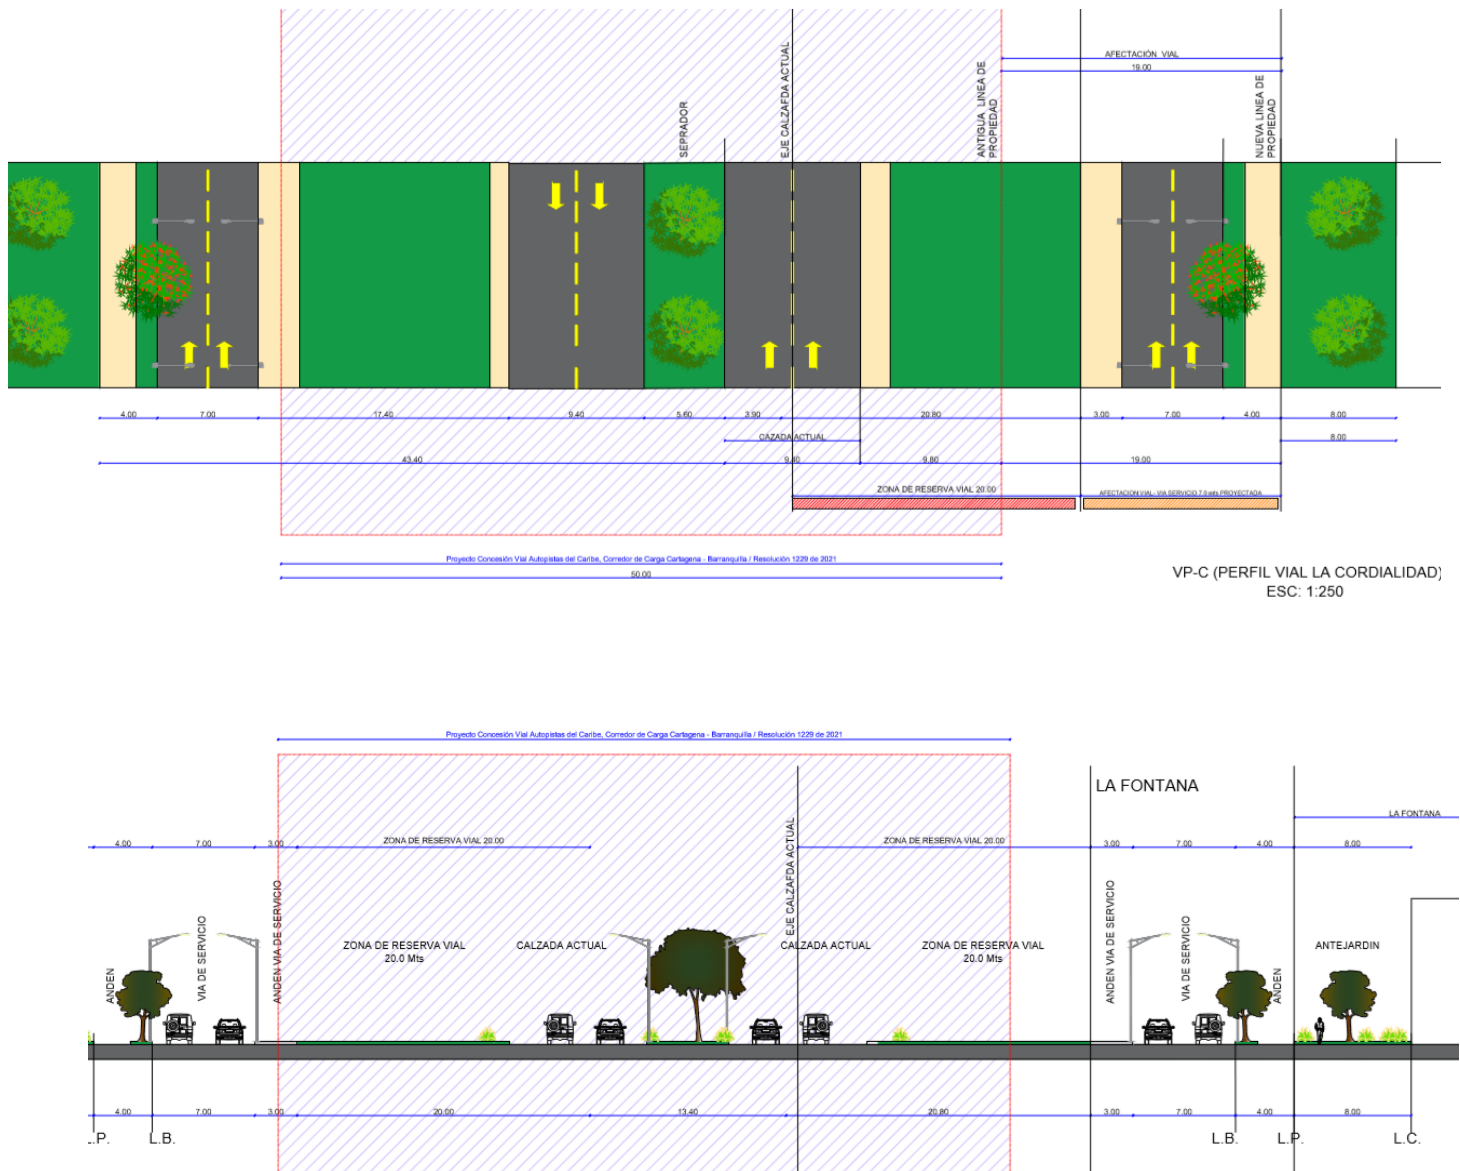 AFECTACIÓN VIAL
19.00
SEPRADOR
EJE CALZAFDA ACTUAL
ANTIGUA LINEA DE
PROPIEDAD
NUEVA LINEA DE
PROPIEDAD
4.00 7.00 17.40 9.40 5.60 3.90 20.80 3.00 7.00 4.00 8.00
CAZADA ACTUAL 8.00
43.40 9.40 9.80 19.00
ZONA DE RESERVA VIAL 20.00
AFECTACION VIAL- VIA SERVICIO 7.0 mts PROYECTADA
Proyecto Concesión Vial Autopistas del Caribe, Corredor de Carga Cartagena - Barranquilla / Resolución 1229 de 2021
50.00
VP-C (PERFIL VIAL LA CORDIALIDAD)
ESC: 1:250
Proyecto Concesión Vial Autopistas del Caribe, Corredor de Carga Cartagena - Barranquilla / Resolución 1229 de 2021
LA FONTANA
LA FONTANA
4.00 7.00 3.00 ZONA DE RESERVA VIAL 20.00 ZONA DE RESERVA VIAL 20.00 3.00 7.00 4.00 8.00
EJE CALZAFDA ACTUAL
ANDEN
VIA DE SERVICIO
ANDEN VIA DE SERVICIO
ZONA DE RESERVA VIAL
20.0 Mts
CALZADA ACTUAL
CALZADA ACTUAL
ZONA DE RESERVA VIAL
20.0 Mts
ANDEN VIA DE SERVICIO
VIA DE SERVICIO
ANDEN
ANTEJARDIN
4.00 7.00 3.00 20.00 13.40 20.80 3.00 7.00 4.00 8.00
L.P. L.B. L.B. L.P. L.C.